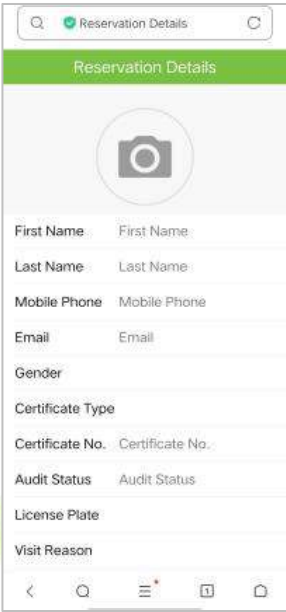 Reservation Details
Reservation Details
First Name First Name
Last Name Last Name
Mobile Phone Mobile Phone
Email Email
Gender
Certificate Type
Certificate No. Certificate No.
Audit Status Audit Status
License Plate
Visit Reason
1